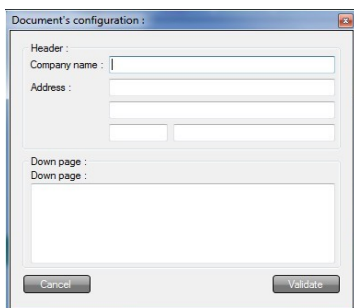 Document's configuration :
Header :
Company name :
Address :
Down page :
Down page :
Cancel
Validate